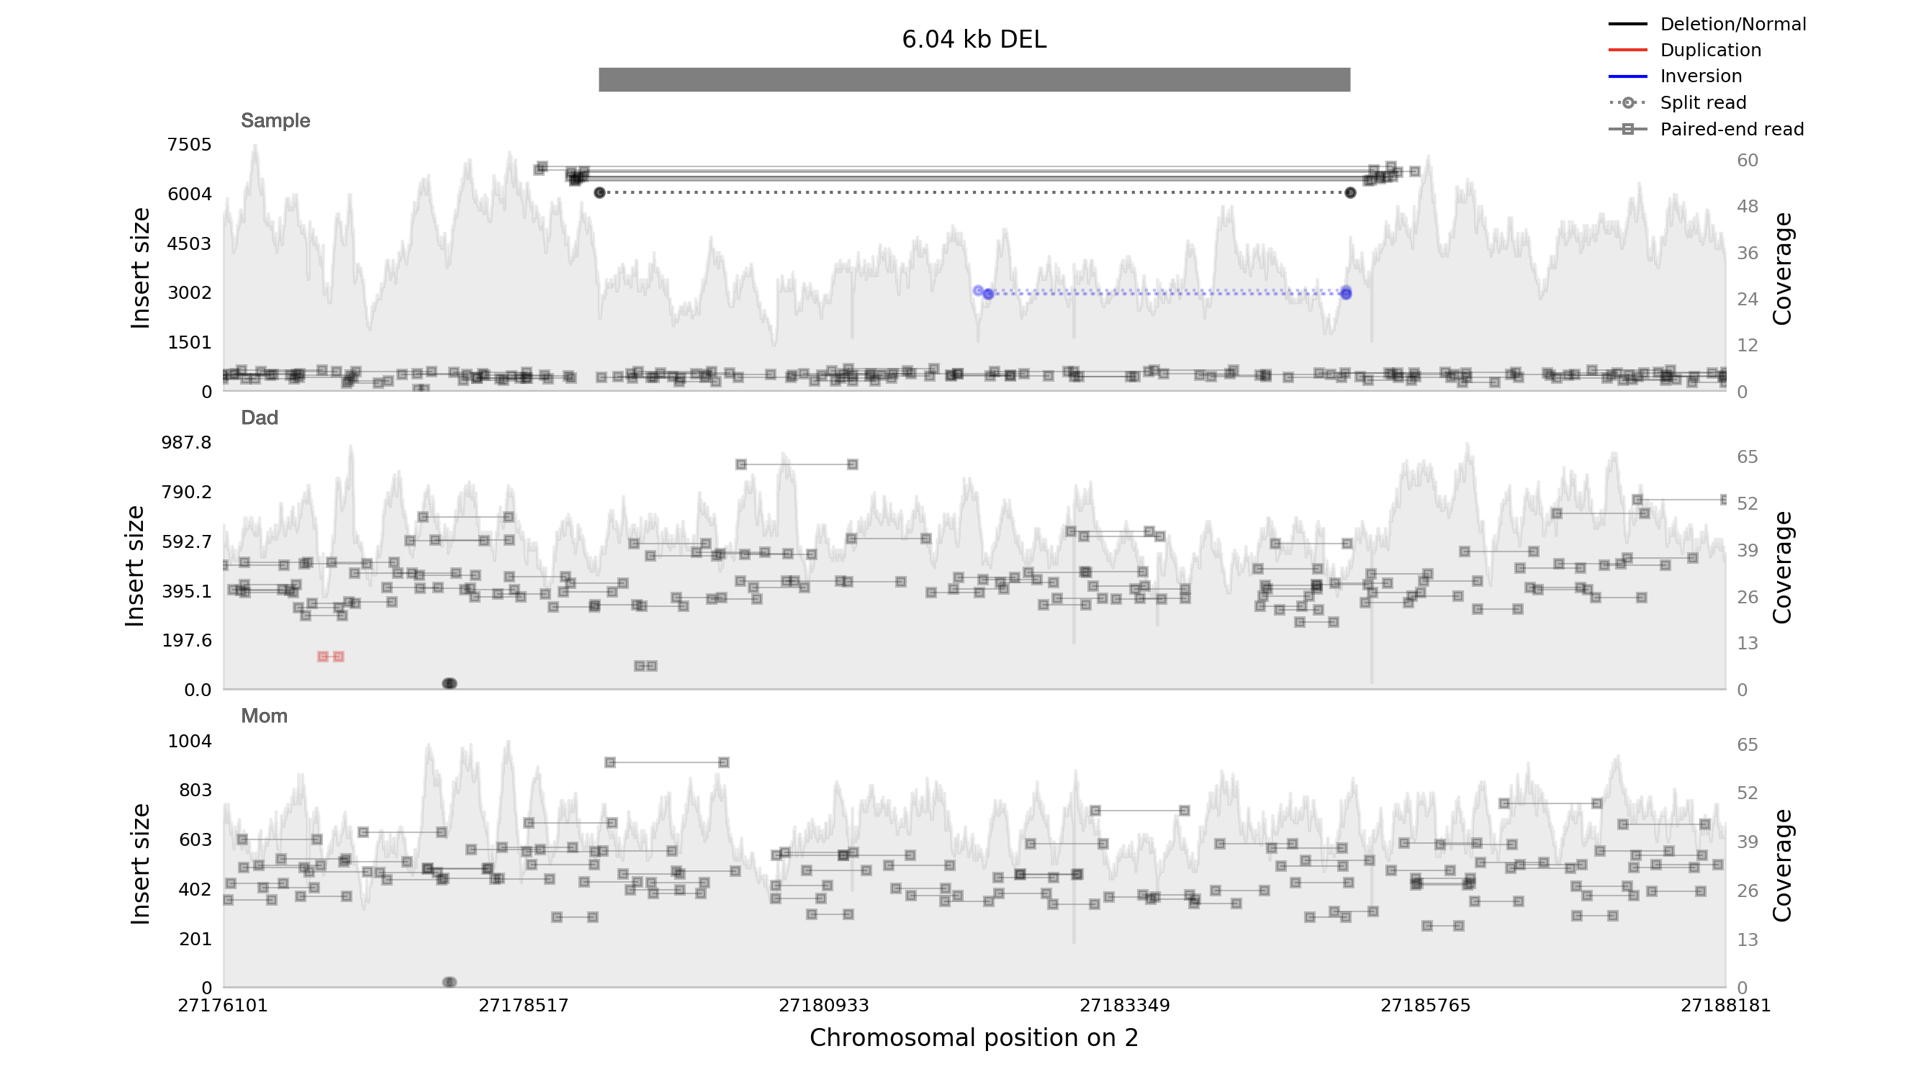 6.04 kb DEL
Deletion/Normal
Duplication
Inversion
Split read
Paired-end read
Sample
7505
6004
4503
3002
1501
0
Insert size
60
48
36
24
12
0
Coverage
Dad
987.8
790.2
592.7
395.1
197.6
0.0
Insert size
65
52
39
26
13
0
Coverage
Mom
1004
803
603
402
201
0
Insert size
65
52
39
26
13
0
Coverage
27176101 27178517 27180933 27183349 27185765 27188181
Chromosomal position on 2